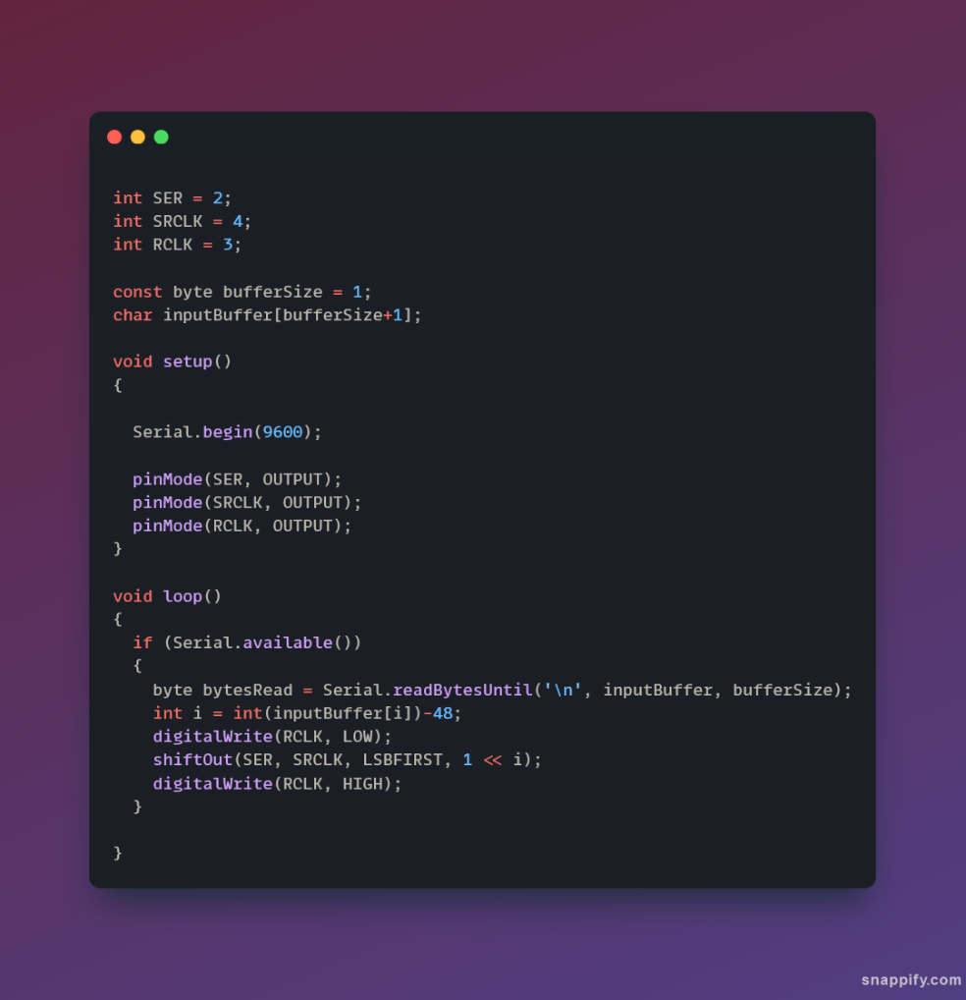 int SER = 2;
int SRCLK = 4;
int RCLK = 3;
const byte bufferSize = 1;
char inputBuffer[bufferSize+1];
void setup()
{
  Serial.begin(9600);
  pinMode(SER, OUTPUT);
  pinMode(SRCLK, OUTPUT);
  pinMode(RCLK, OUTPUT);
}
void loop()
{
  if (Serial.available())
  {
    byte bytesRead = Serial.readBytesUntil('\n', inputBuffer, bufferSize);
    int i = int(inputBuffer[i])-48;
    digitalWrite(RCLK, LOW);
    shiftOut(SER, SRCLK, LSBFIRST, 1 << i);
    digitalWrite(RCLK, HIGH);
  }
}
snappify.com